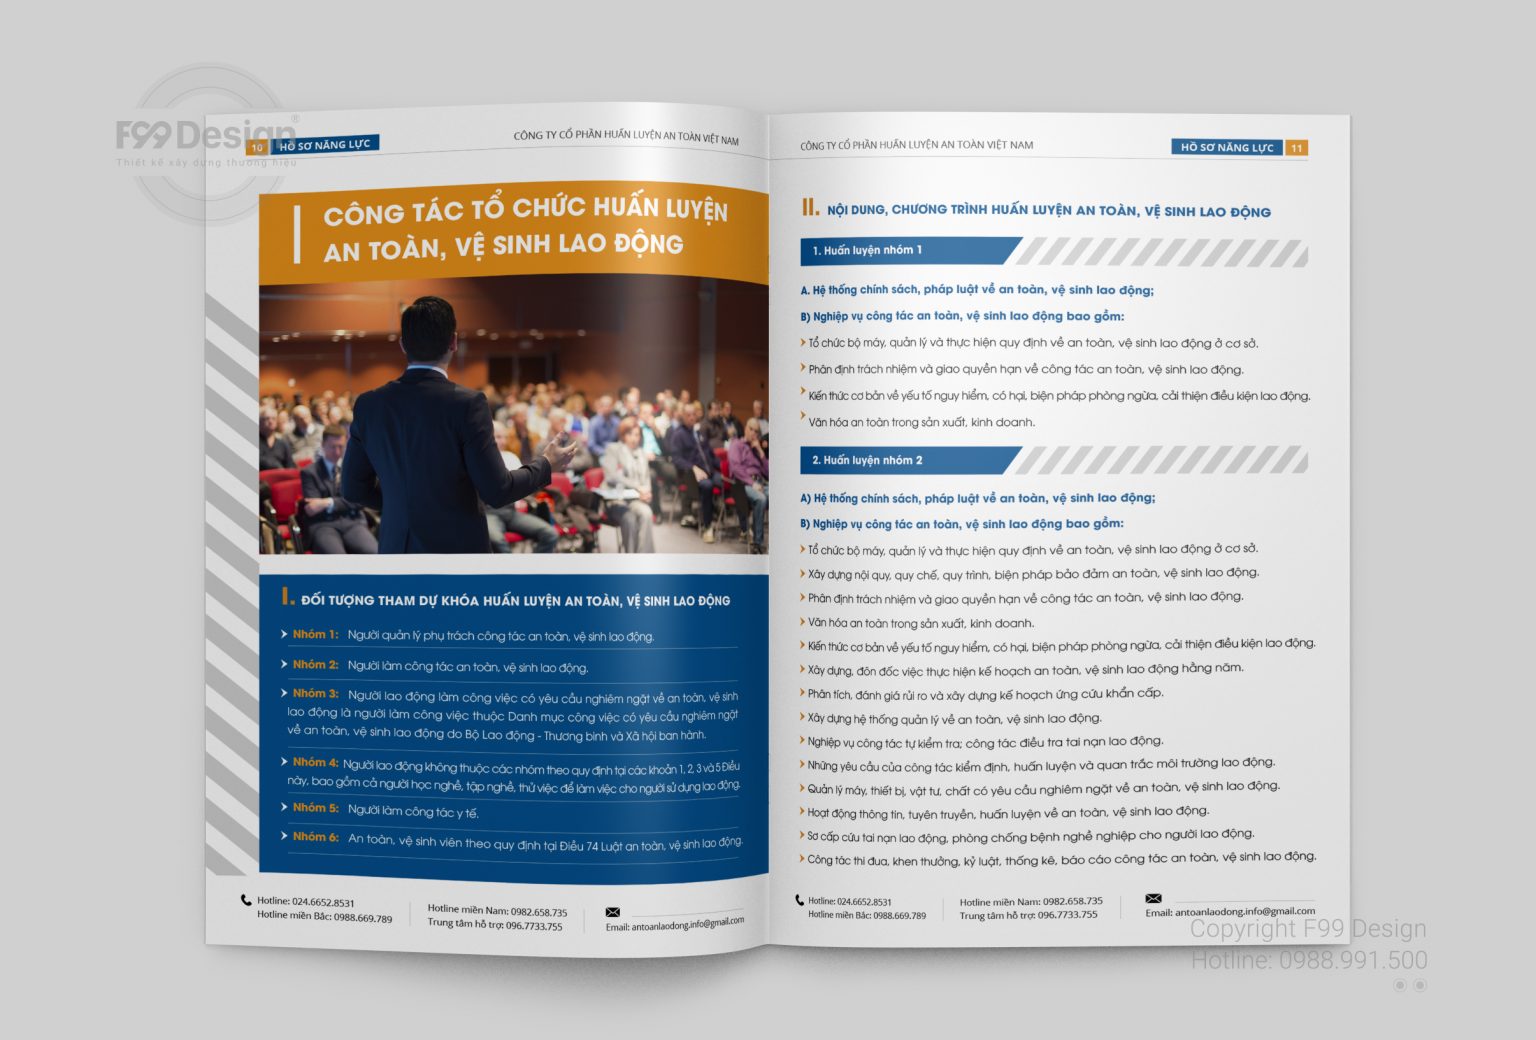 F99 Design®
Thiết kế xây dựng thương hiệu
10 HỒ SƠ NĂNG LỰC
CÔNG TY CỔ PHẦN HUẤN LUYỆN AN TOÀN VIỆT NAM
CÔNG TÁC TỔ CHỨC HUẤN LUYỆN
AN TOÀN, VỆ SINH LAO ĐỘNG
I. ĐỐI TƯỢNG THAM DỰ KHÓA HUẤN LUYỆN AN TOÀN, VỆ SINH LAO ĐỘNG
Nhóm 1: Người quản lý phụ trách công tác an toàn, vệ sinh lao động.
Nhóm 2: Người làm công tác an toàn, vệ sinh lao động.
Nhóm 3: Người lao động làm công việc có yêu cầu nghiêm ngặt về an toàn, vệ sinh
lao động là người làm công việc thuộc Danh mục công việc có yêu cầu nghiêm ngặt
về an toàn, vệ sinh lao động do Bộ Lao động - Thương binh và Xã hội ban hành.
Nhóm 4: Người lao động không thuộc các nhóm theo quy định tại các khoản 1, 2, 3 và 5 Điều
này, bao gồm cả người học nghề, tập nghề, thử việc để làm việc cho người sử dụng lao động.
Nhóm 5: Người làm công tác y tế.
Nhóm 6: An toàn, vệ sinh viên theo quy định tại Điều 74 Luật an toàn, vệ sinh lao động.
Hotline: 024.6652.8531
Hotline miền Bắc: 0988.669.789
Hotline miền Nam: 0982.658.735
Trung tâm hỗ trợ: 096.7733.755
Email: antoanlaodong.info@gmail.com
CÔNG TY CỔ PHẦN HUẤN LUYỆN AN TOÀN VIỆT NAM
HỒ SƠ NĂNG LỰC 11
II. NỘI DUNG, CHƯƠNG TRÌNH HUẤN LUYỆN AN TOÀN, VỆ SINH LAO ĐỘNG
1. Huấn luyện nhóm 1
A. Hệ thống chính sách, pháp luật về an toàn, vệ sinh lao động;
B) Nghiệp vụ công tác an toàn, vệ sinh lao động bao gồm:
Tổ chức bộ máy, quản lý và thực hiện quy định về an toàn, vệ sinh lao động ở cơ sở.
Phân định trách nhiệm và giao quyền hạn về công tác an toàn, vệ sinh lao động.
Kiến thức cơ bản về yếu tố nguy hiểm, có hại, biện pháp phòng ngừa, cải thiện điều kiện lao động.
Văn hóa an toàn trong sản xuất, kinh doanh.
2. Huấn luyện nhóm 2
A) Hệ thống chính sách, pháp luật về an toàn, vệ sinh lao động;
B) Nghiệp vụ công tác an toàn, vệ sinh lao động bao gồm:
Tổ chức bộ máy, quản lý và thực hiện quy định về an toàn, vệ sinh lao động ở cơ sở.
Xây dựng nội quy, quy chế, quy trình, biện pháp bảo đảm an toàn, vệ sinh lao động.
Phân định trách nhiệm và giao quyền hạn về công tác an toàn, vệ sinh lao động.
Văn hóa an toàn trong sản xuất, kinh doanh.
Kiến thức cơ bản về yếu tố nguy hiểm, có hại, biện pháp phòng ngừa, cải thiện điều kiện lao động.
Xây dựng, đôn đốc việc thực hiện kế hoạch an toàn, vệ sinh lao động hằng năm.
Phân tích, đánh giá rủi ro và xây dựng kế hoạch ứng cứu khẩn cấp.
Xây dựng hệ thống quản lý về an toàn, vệ sinh lao động.
Nghiệp vụ công tác tự kiểm tra; công tác điều tra tai nạn lao động.
Những yêu cầu của công tác kiểm định, huấn luyện và quan trắc môi trường lao động.
Quản lý máy, thiết bị, vật tư, chất có yêu cầu nghiêm ngặt về an toàn, vệ sinh lao động.
Hoạt động thông tin, tuyên truyền, huấn luyện về an toàn, vệ sinh lao động.
Sơ cấp cứu tai nạn lao động, phòng chống bệnh nghề nghiệp cho người lao động.
Công tác thi đua, khen thưởng, kỷ luật, thống kê, báo cáo công tác an toàn, vệ sinh lao động.
Hotline: 024.6652.8531
Hotline miền Bắc: 0988.669.789
Hotline miền Nam: 0982.658.735
Trung tâm hỗ trợ: 096.7733.755
Email: antoanlaodong.info@gmail.com
Copyright F99 Design
Hotline: 0988.991.500